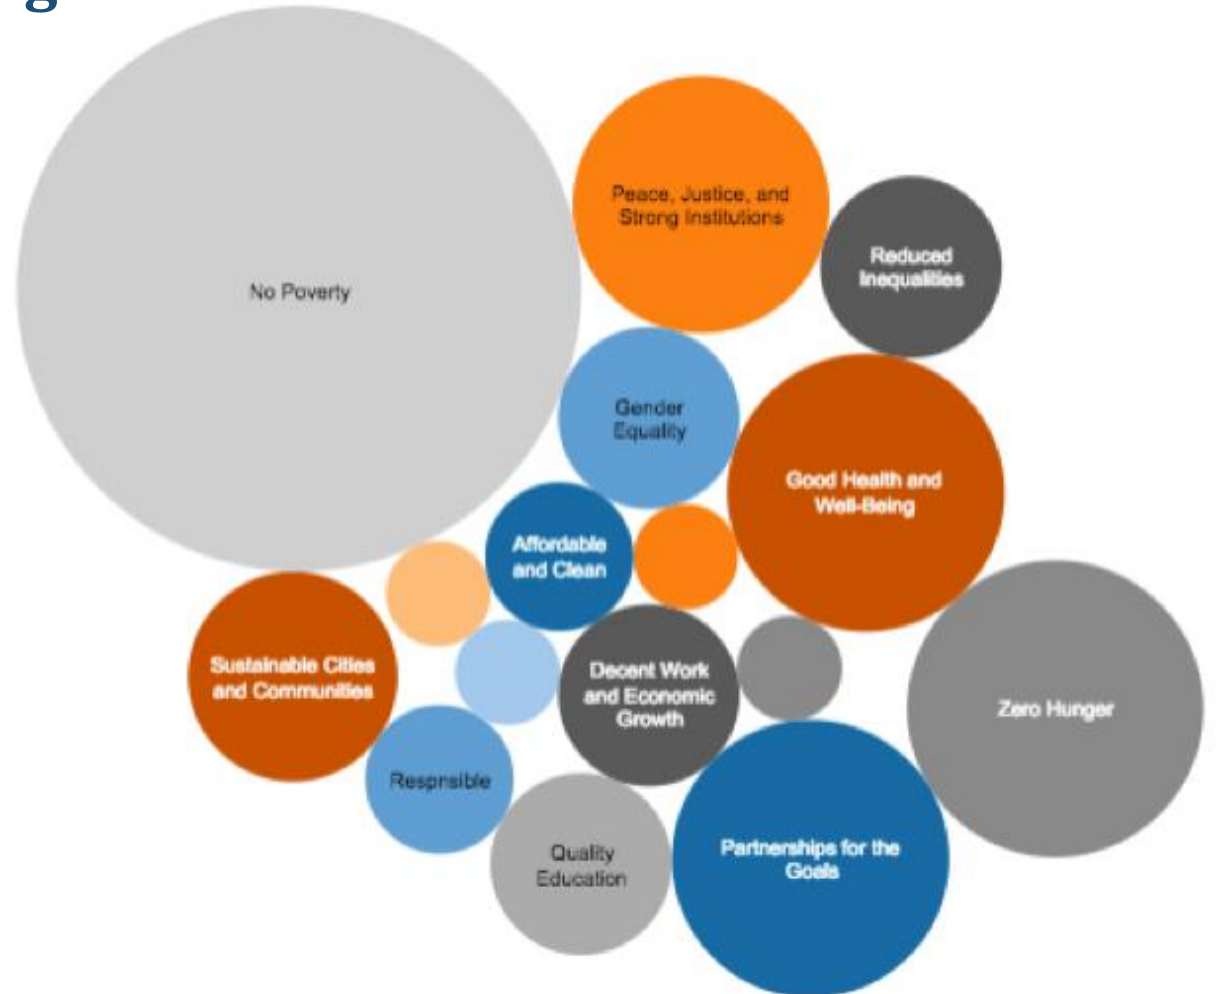 g
No Poverty
Peace, Justice, and
Strong Institutions
Reduced
Inequalities
Gender
Equality
Good Health and
Well-Being
Affordable
and Clean
Sustainable Cities
and Communities
Decent Work
and Economic
Growth
Zero Hunger
Respnsible
Quality
Education
Partnerships for the
Goals